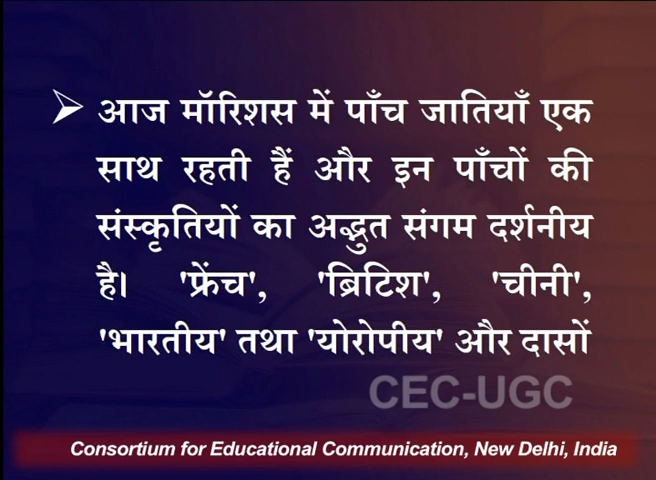 ➢ आज मॉरिशस में पाँच जातियाँ एक
साथ रहती हैं और इन पाँचों की
संस्कृतियों का अद्भुत संगम दर्शनीय
है। 'फ्रेंच', 'ब्रिटिश', 'चीनी',
'भारतीय' तथा 'योरोपीय' और दासों
CEC-UGC
Consortium for Educational Communication, New Delhi, India